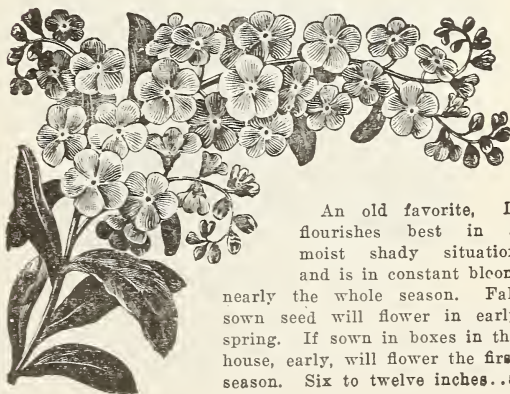 An old favorite, I
flourishes best in
moist shady situation
and is in constant bloom
nearly the whole season. Fal
sown seed will flower in early
spring. If sown in boxes in th
house, early, will flower the firs
season. Six to twelve inches..